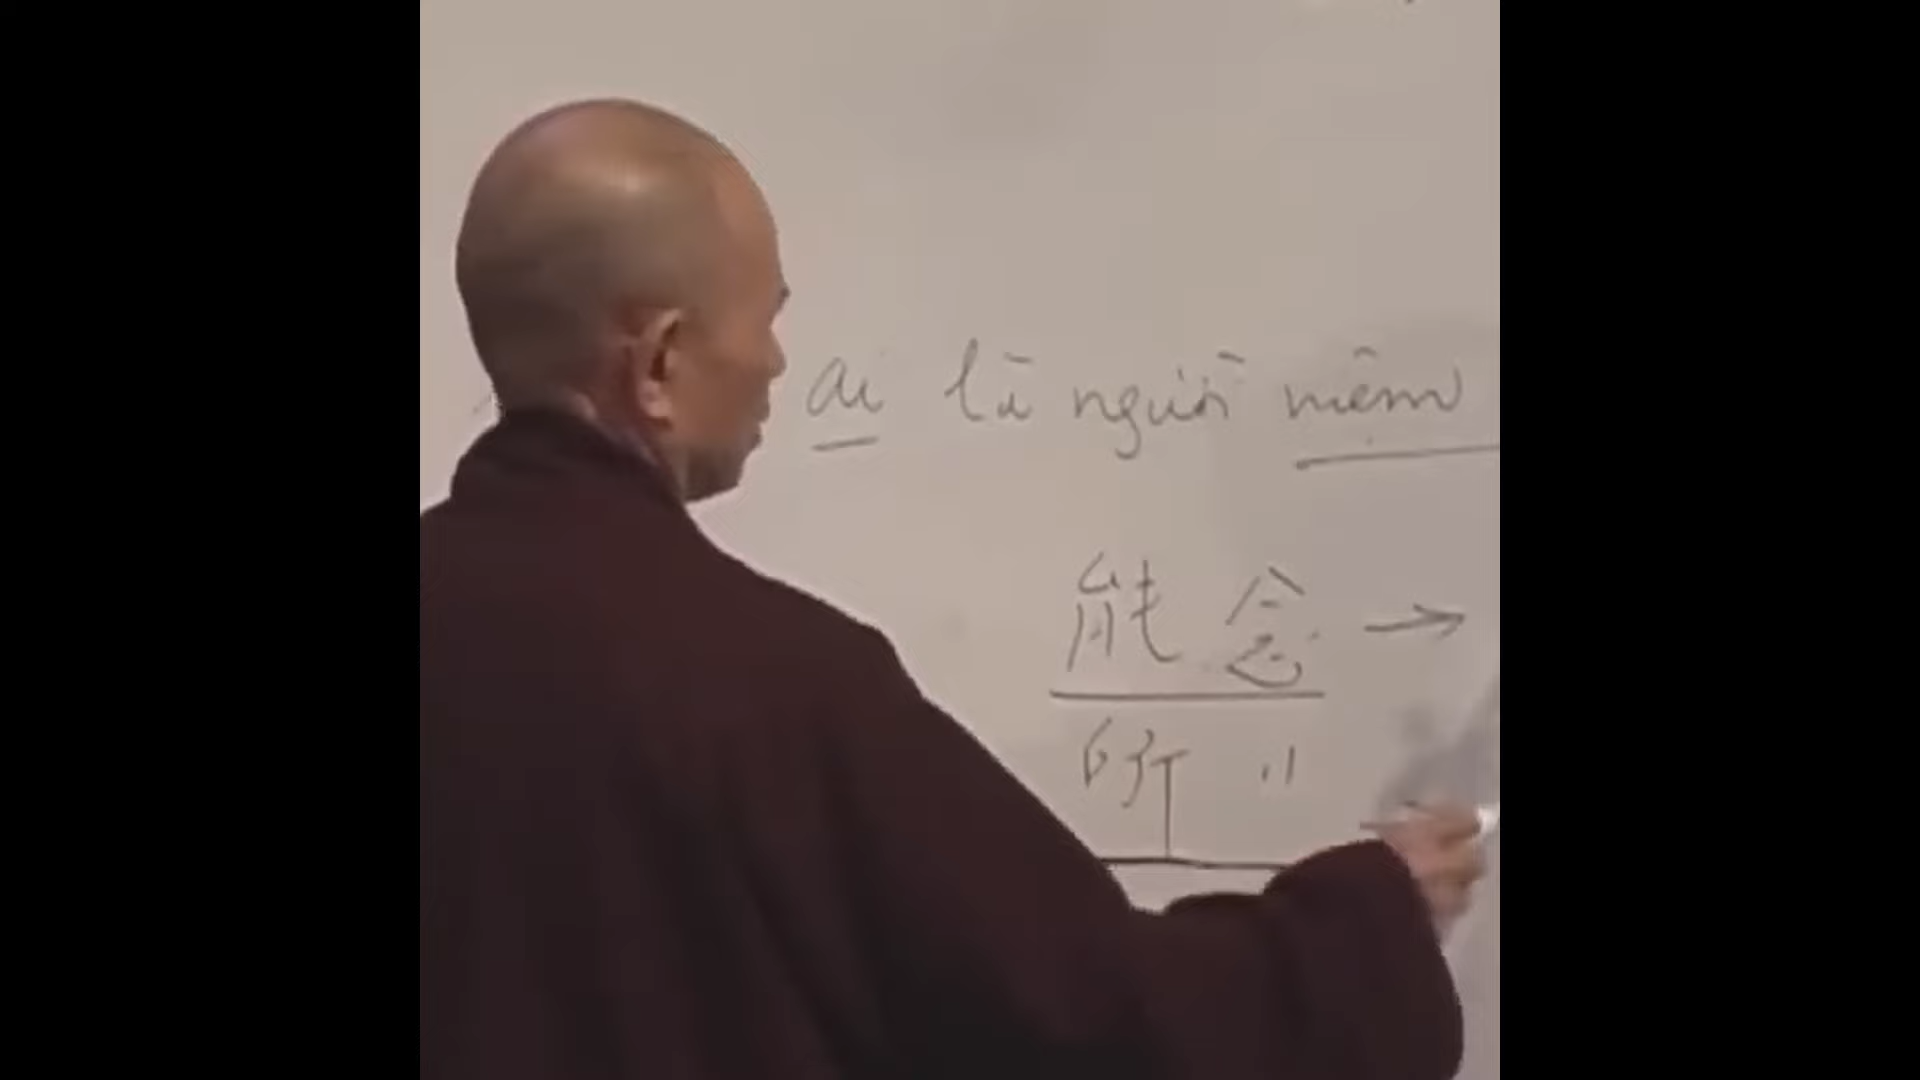 ai là người niệm
能 念 →
所 〃